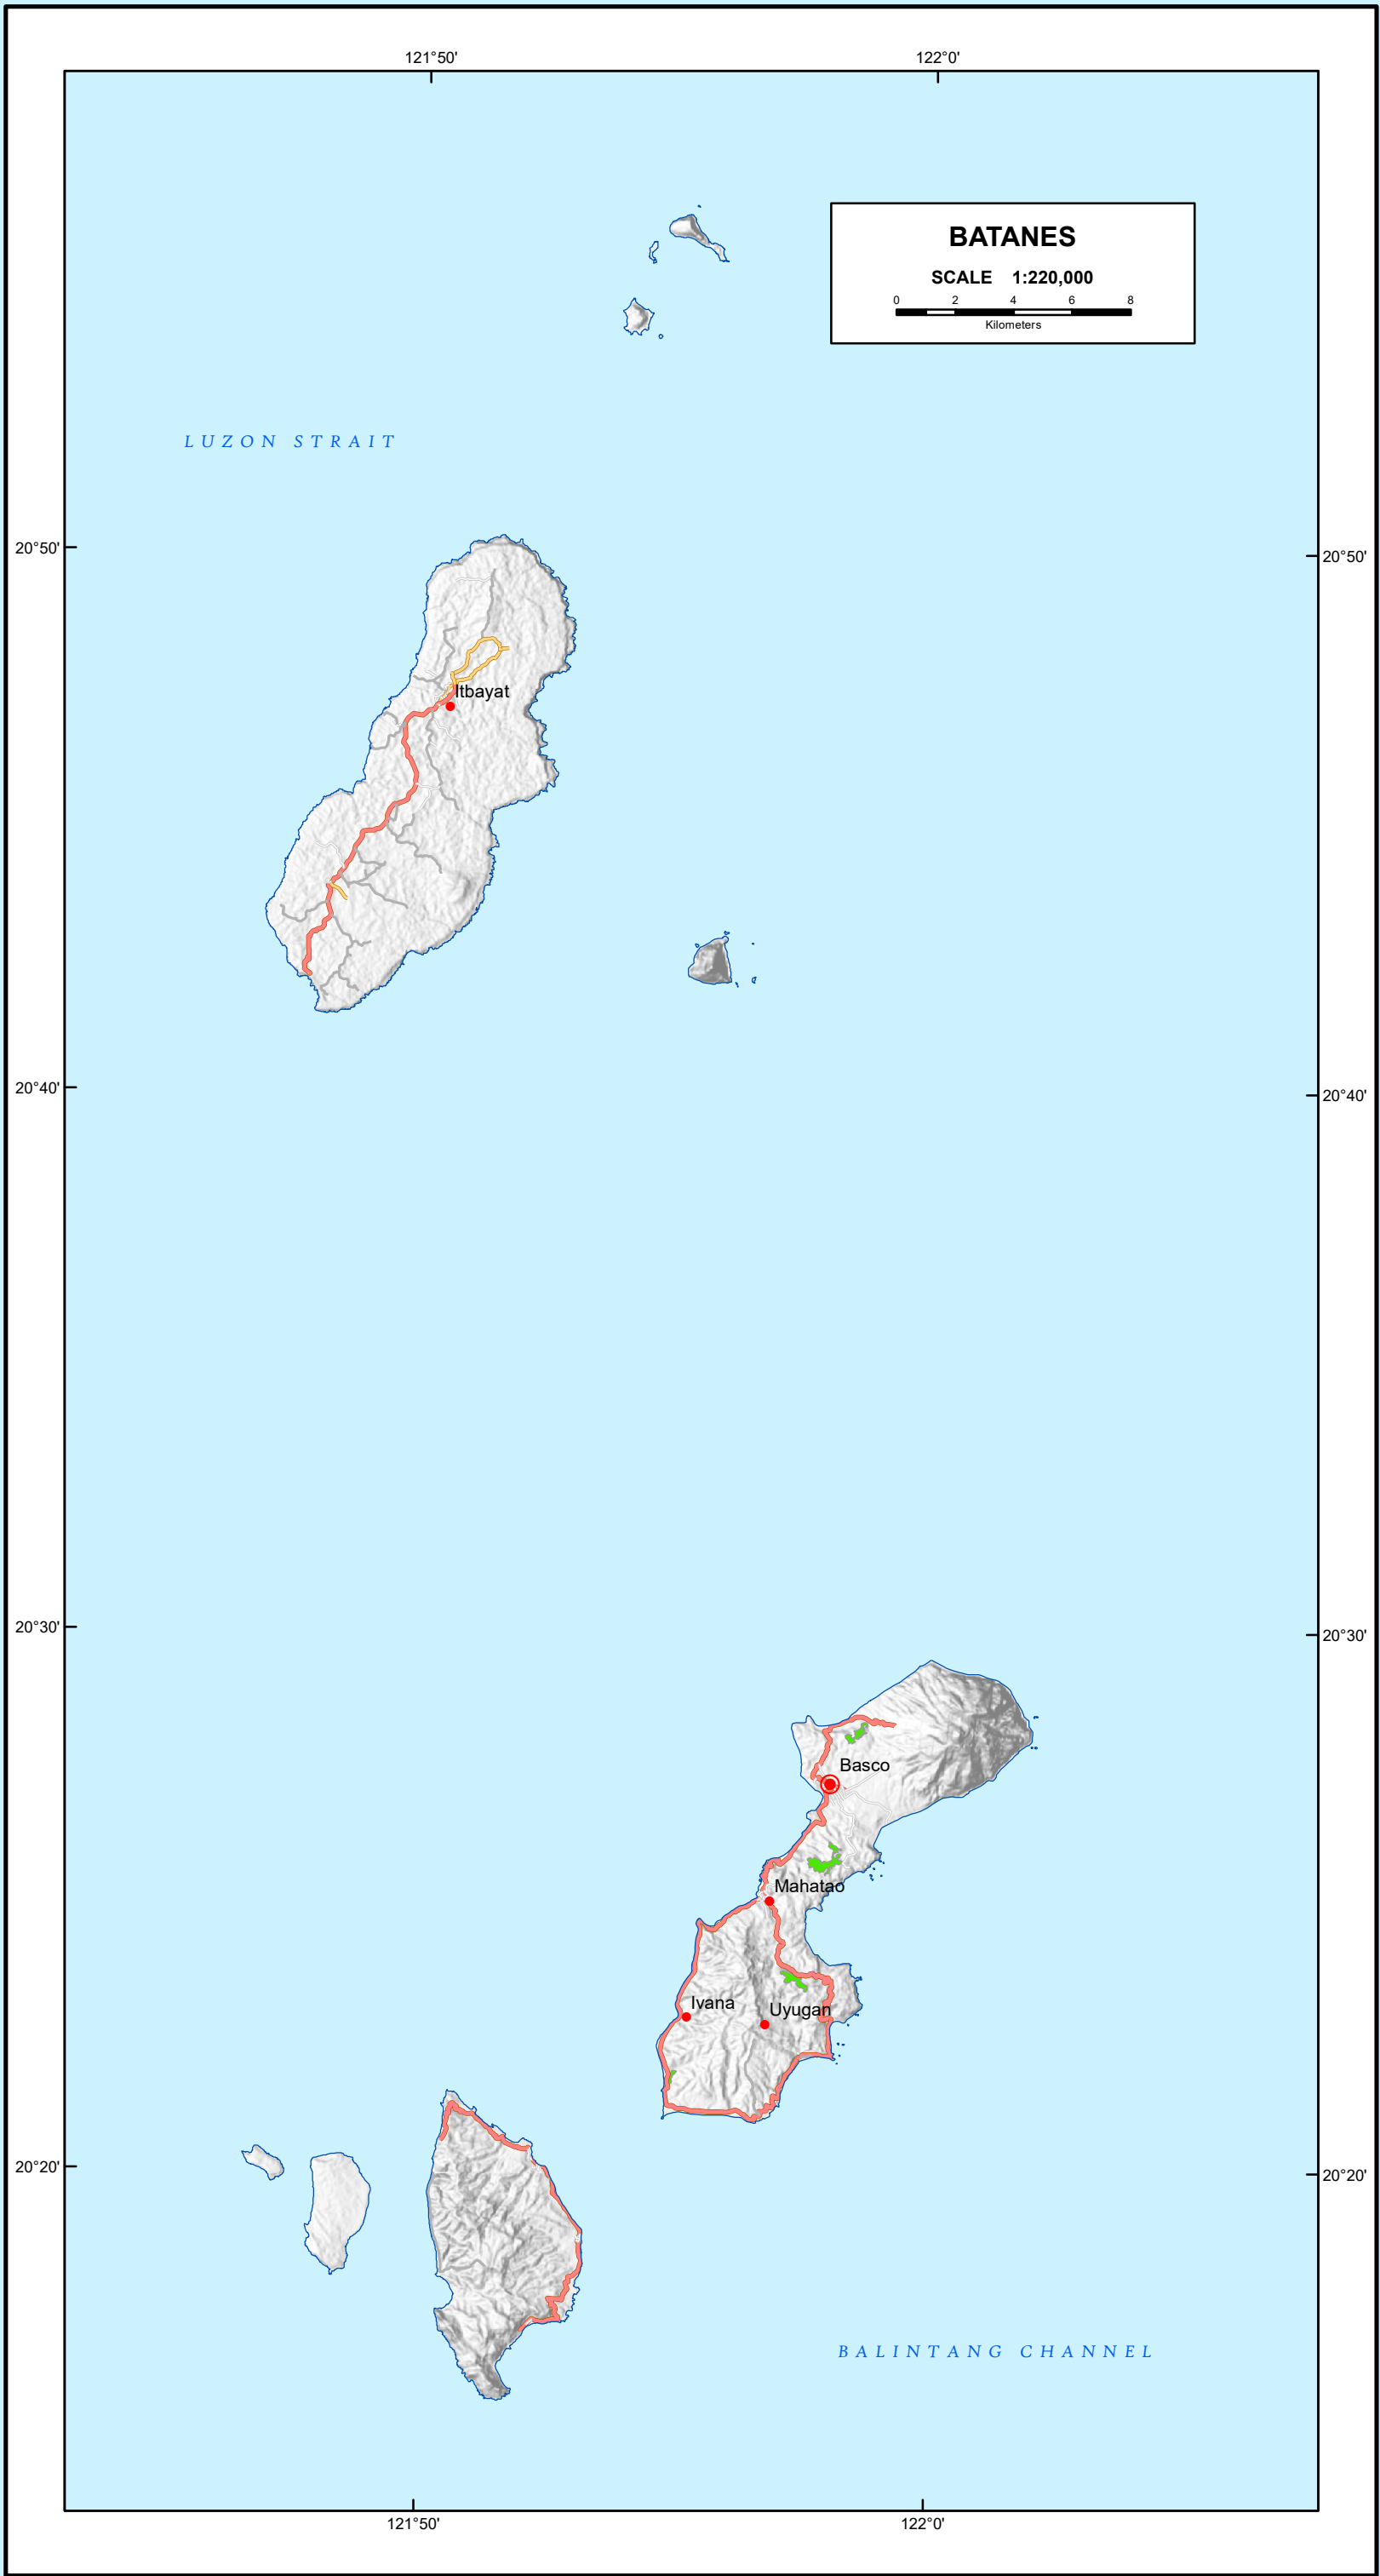 121°50'
122°0'
BATANES
SCALE 1:220,000
0 2 4 6 8
Kilometers
LUZON STRAIT
20°50'
20°50'
Itbayat
20°40'
20°40'
20°30'
20°30'
Basco
Mahatao
Ivana
Uyugan
20°20'
20°20'
BALINTANG CHANNEL
121°50'
122°0'